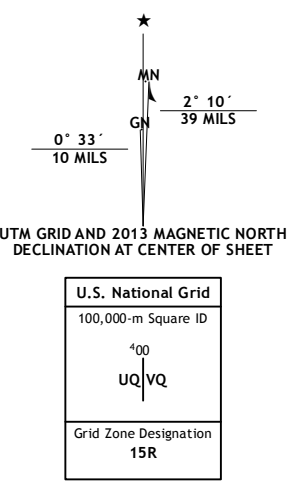 ★
MN
2° 10´
39 MILS
GN
0° 33´
10 MILS
UTM GRID AND 2013 MAGNETIC NORTH
DECLINATION AT CENTER OF SHEET
U.S. National Grid
100,000-m Square ID
⁴00
UQ VQ
Grid Zone Designation
15R